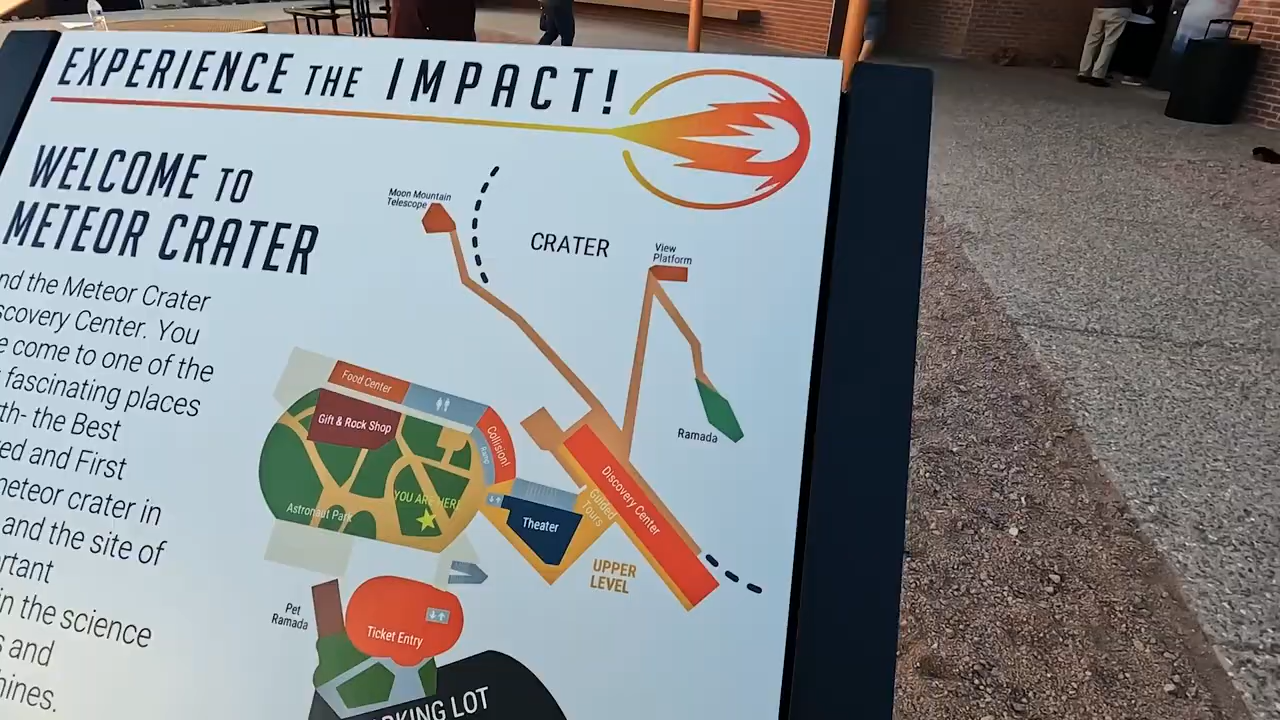 EXPERIENCE THE IMPACT!
WELCOME TO
METEOR CRATER
nd the Meteor Crater
scovery Center. You
e come to one of the
fascinating places
rth- the Best
ed and First
meteor crater in
and the site of
rtant
in the science
s and
hines.
Moon Mountain
Telescope
CRATER
View
Platform
Ramada
Food Center
Gift & Rock Shop
Collision!
Ramp
YOU ARE HERE
Astronaut Park
Theater
Guided
Tours
Discovery Center
UPPER
LEVEL
Pet
Ramada
Ticket Entry
RKING LOT